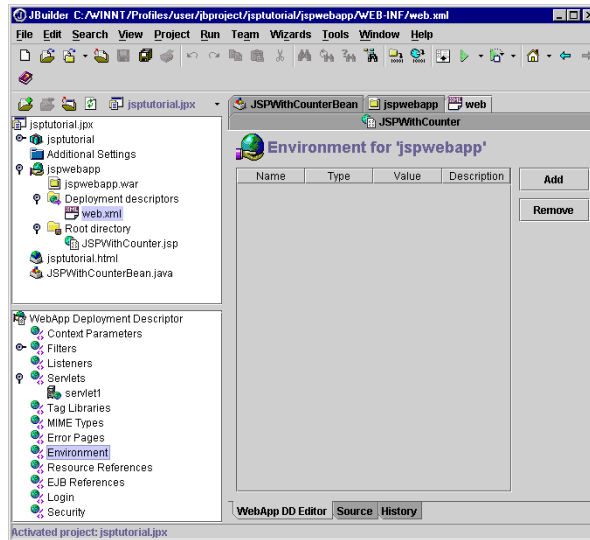 JBuilder C:/WINNT/Profiles/user/jbproject/jsptutorial/jspwebapp/WEB-INF/web.xml
File Edit Search View Project Run Team Wizards Tools Window Help
jsptutorial.jpx
JSPWithCounterBean jspwebapp web
JSPWithCounter
jsptutorial.jpx
jsptutorial
Additional Settings
jspwebapp
jspwebapp.war
Deployment descriptors
web.xml
Root directory
JSPWithCounter.jsp
jsptutorial.html
JSPWithCounterBean.java
Environment for 'jspwebapp'
Name Type Value Description
Add
Remove
WebApp Deployment Descriptor
Context Parameters
Filters
Listeners
Servlets
servlet1
Tag Libraries
MIME Types
Error Pages
Environment
Resource References
EJB References
Login
Security
WebApp DD Editor Source History
Activated project: jsptutorial.jpx